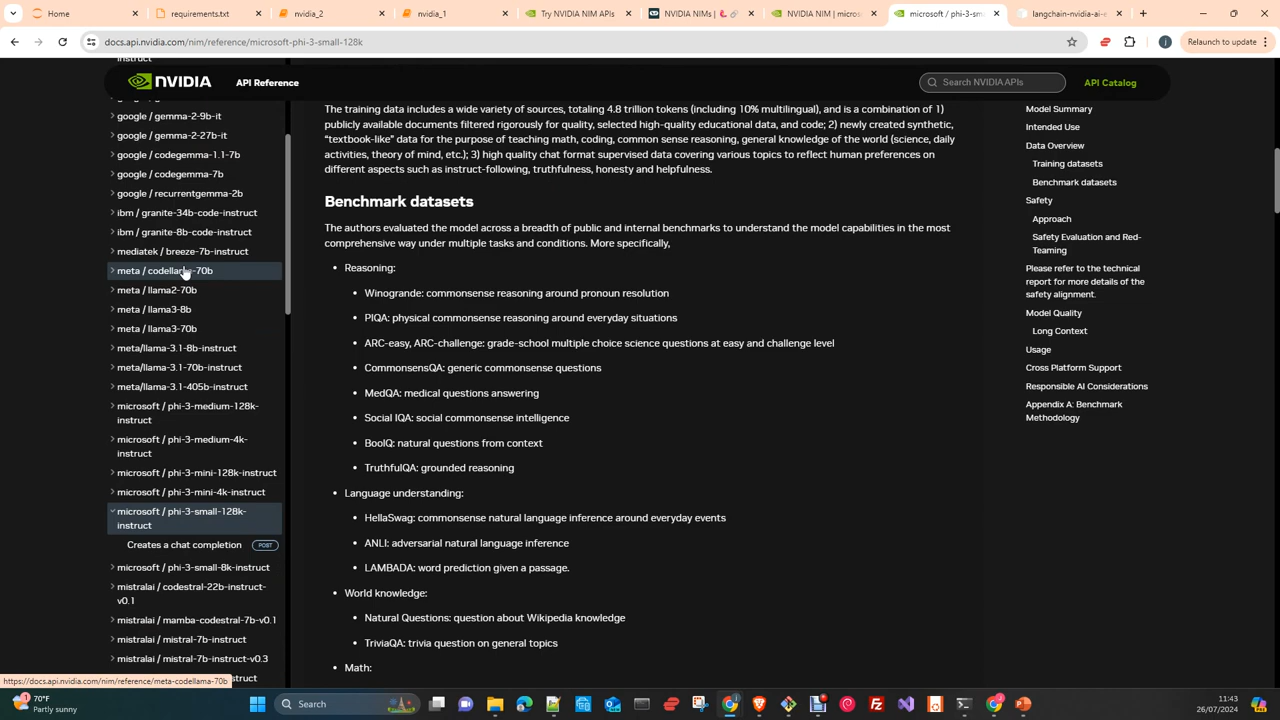 Home
requirements.txt
nvidia_2
nvidia_1
Try NVIDIA NIM APIs
NVIDIA NIMs |
NVIDIA NIM | micros
microsoft / phi-3-sma
langchain-nvidia-ai-e
docs.api.nvidia.com/nim/reference/microsoft-phi-3-small-128k
Relaunch to update
instruct
NVIDIA
API Reference
Search NVIDIA APIs
API Catalog
google / gemma-2-9b-it
google / gemma-2-27b-it
google / codegemma-1.1-7b
google / codegemma-7b
google / recurrentgemma-2b
ibm / granite-34b-code-instruct
ibm / granite-8b-code-instruct
mediatek / breeze-7b-instruct
meta / codellama-70b
meta / llama2-70b
meta / llama3-8b
meta / llama3-70b
meta/llama-3.1-8b-instruct
meta/llama-3.1-70b-instruct
meta/llama-3.1-405b-instruct
microsoft / phi-3-medium-128k-
instruct
microsoft / phi-3-medium-4k-
instruct
microsoft / phi-3-mini-128k-instruct
microsoft / phi-3-mini-4k-instruct
microsoft / phi-3-small-128k-
instruct
Creates a chat completion POST
microsoft / phi-3-small-8k-instruct
mistralai / codestral-22b-instruct-
v0.1
mistralai / mamba-codestral-7b-v0.1
mistralai / mistral-7b-instruct
mistralai / mistral-7b-instruct-v0.3
https://docs.api.nvidia.com/nim/reference/meta-codellama-70b
The training data includes a wide variety of sources, totaling 4.8 trillion tokens (including 10% multilingual), and is a combination of 1)
publicly available documents filtered rigorously for quality, selected high-quality educational data, and code; 2) newly created synthetic,
"textbook-like" data for the purpose of teaching math, coding, common sense reasoning, general knowledge of the world (science, daily
activities, theory of mind, etc.); 3) high quality chat format supervised data covering various topics to reflect human preferences on
different aspects such as instruct-following, truthfulness, honesty and helpfulness.
Benchmark datasets
The authors evaluated the model across a breadth of public and internal benchmarks to understand the model capabilities in the most
comprehensive way under multiple tasks and conditions. More specifically,
• Reasoning:
• Winogrande: commonsense reasoning around pronoun resolution
• PIQA: physical commonsense reasoning around everyday situations
• ARC-easy, ARC-challenge: grade-school multiple choice science questions at easy and challenge level
• CommonsensQA: generic commonsense questions
• MedQA: medical questions answering
• Social IQA: social commonsense intelligence
• BoolQ: natural questions from context
• TruthfulQA: grounded reasoning
• Language understanding:
• HellaSwag: commonsense natural language inference around everyday events
• ANLI: adversarial natural language inference
• LAMBADA: word prediction given a passage.
• World knowledge:
• Natural Questions: question about Wikipedia knowledge
• TriviaQA: trivia question on general topics
• Math:
Model Summary
Intended Use
Data Overview
Training datasets
Benchmark datasets
Safety
Approach
Safety Evaluation and Red-
Teaming
Please refer to the technical
report for more details of the
safety alignment.
Model Quality
Long Context
Usage
Cross Platform Support
Responsible AI Considerations
Appendix A: Benchmark
Methodology
70°F
Partly sunny
Search
11:43
26/07/2024